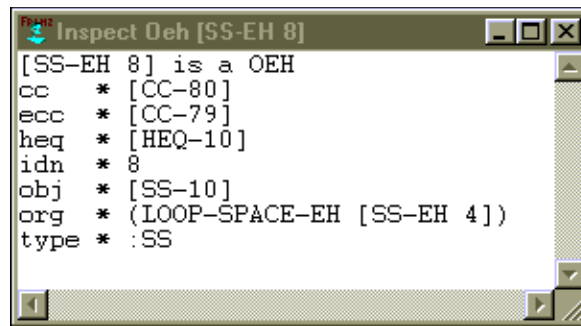 Franz Inspect Oeh [SS-EH 8]
[SS-EH 8] is a OEH
cc * [CC-80]
ecc * [CC-79]
heq * [HEQ-10]
idn * 8
obj * [SS-10]
org * (LOOP-SPACE-EH [SS-EH 4])
type * :SS